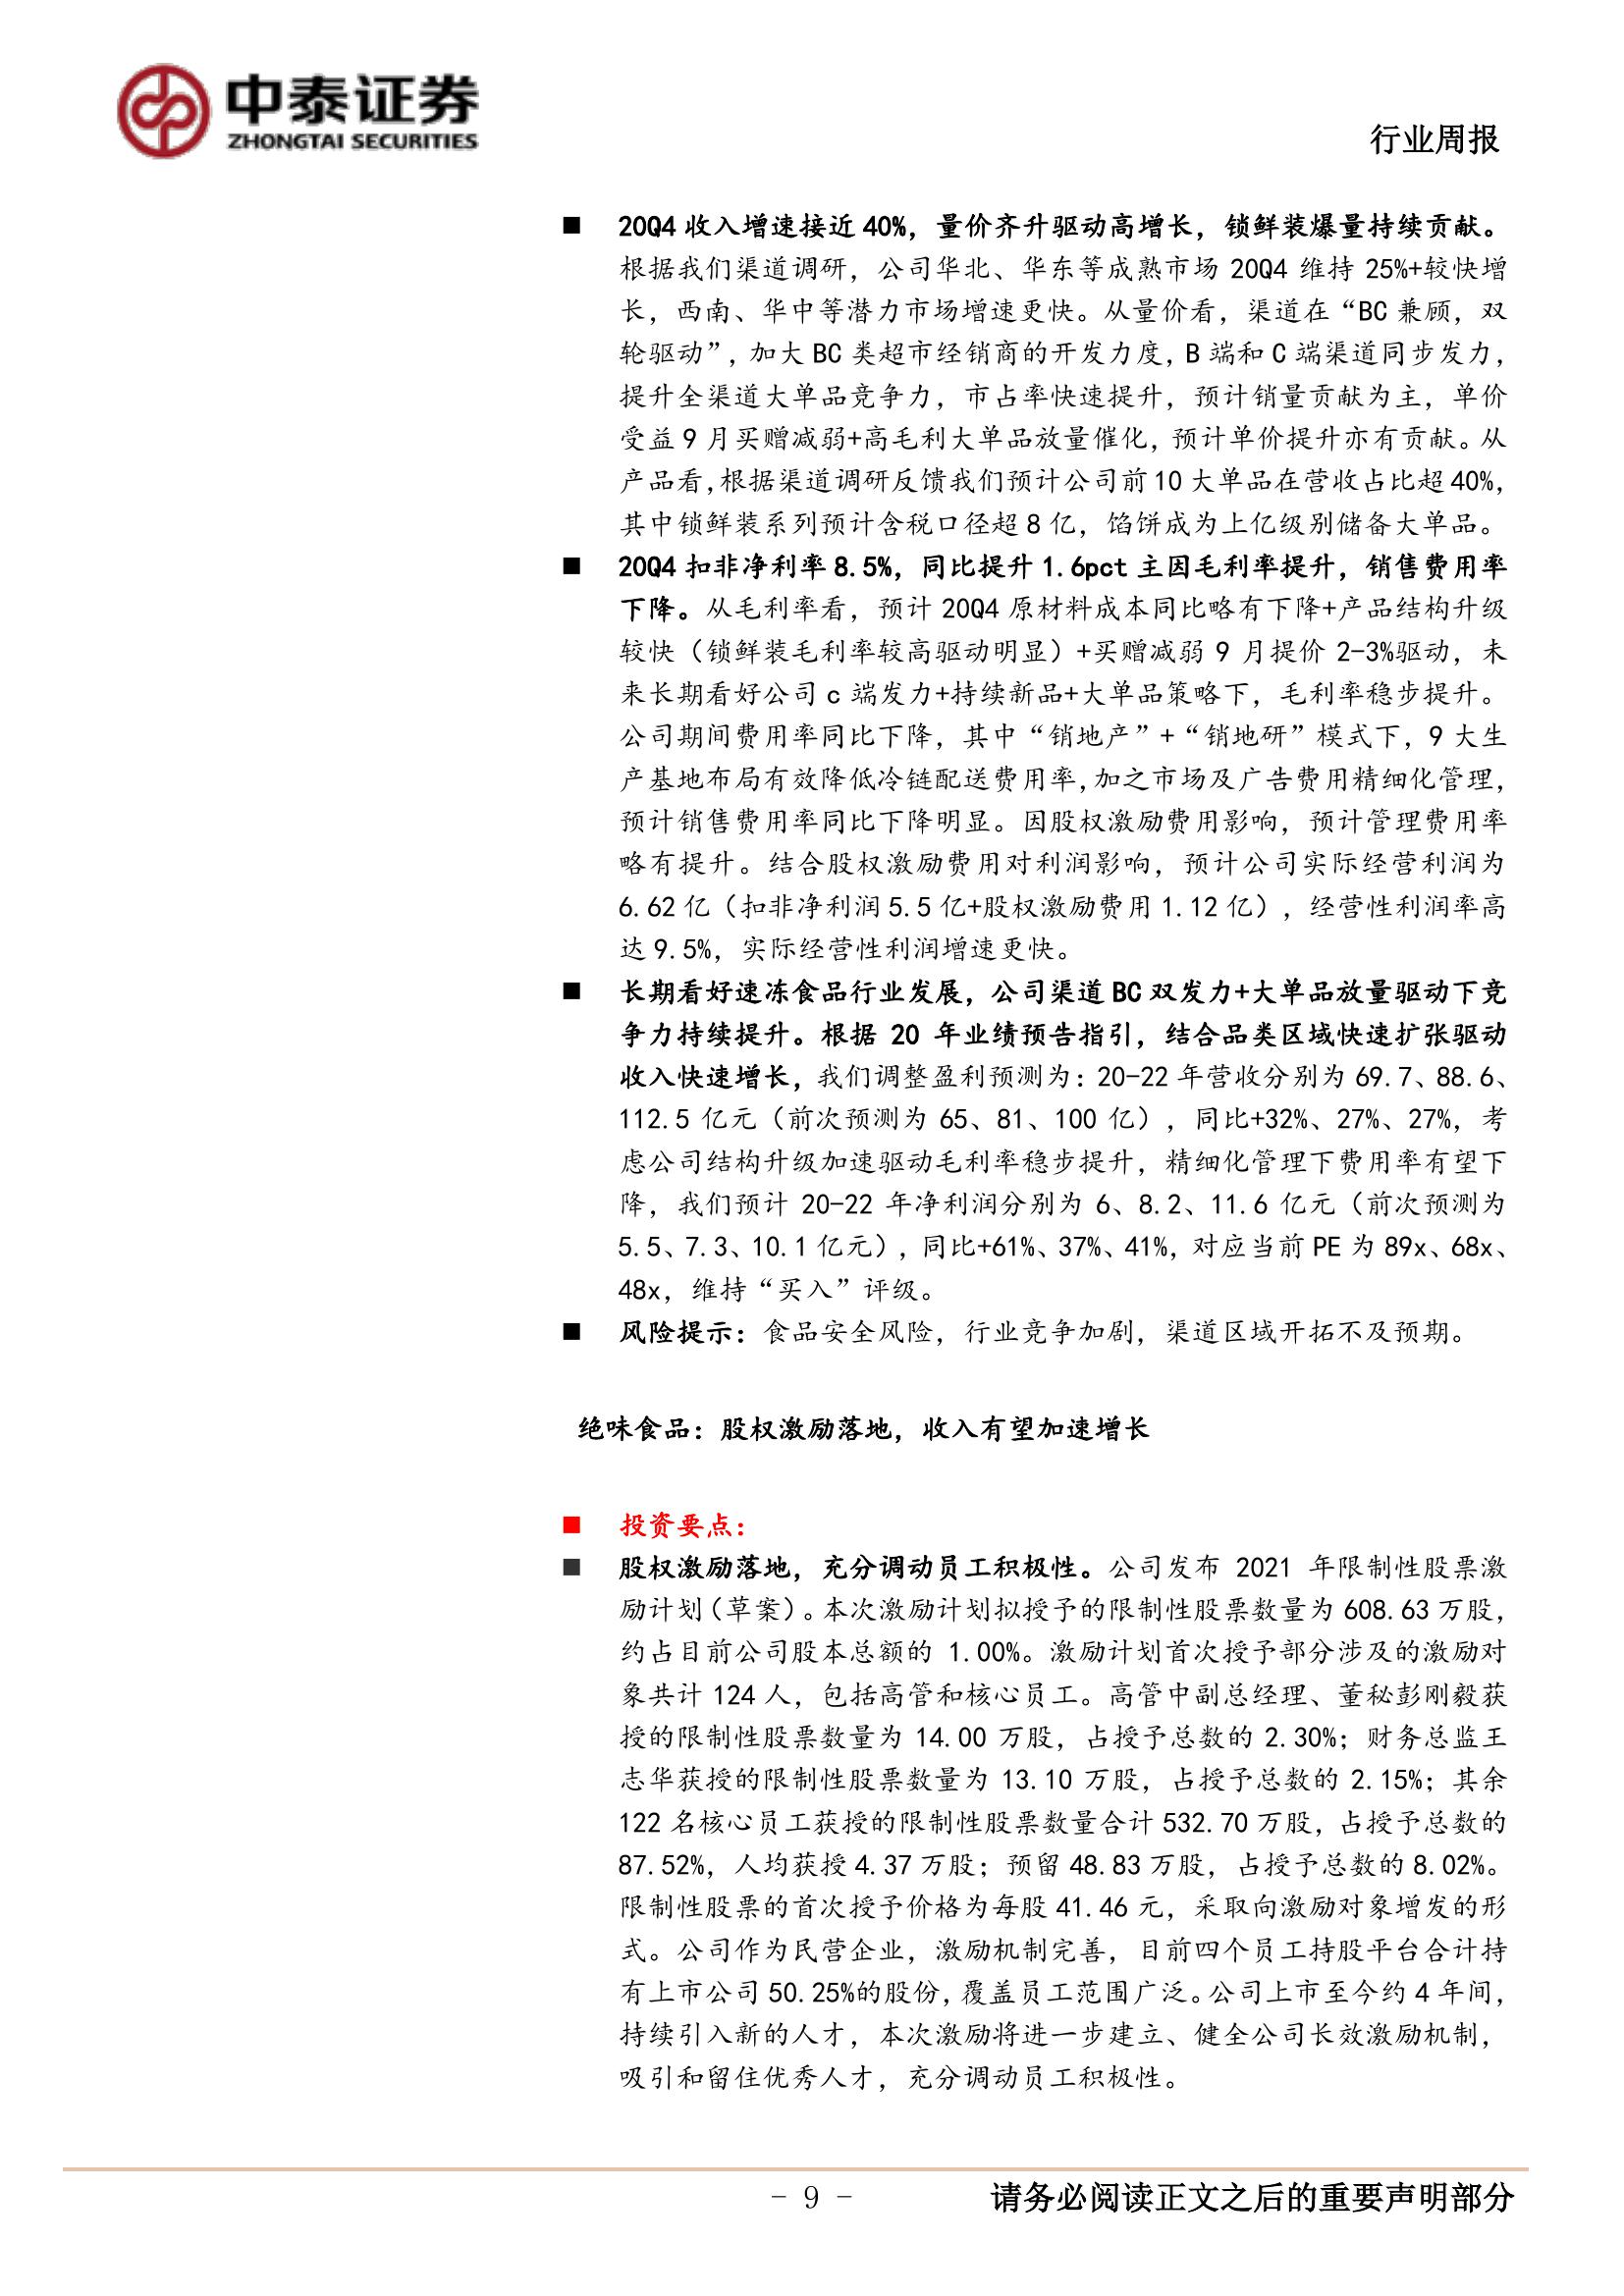 中泰证券
ZHONGTAI SECURITIES
行业周报
■ 20Q4 收入增速接近 40%，量价齐升驱动高增长，锁鲜装爆量持续贡献。
根据我们渠道调研，公司华北、华东等成熟市场 20Q4 维持 25%+较快增
长，西南、华中等潜力市场增速更快。从量价看，渠道在“BC 兼顾，双
轮驱动”，加大 BC 类超市经销商的开发力度，B 端和 C 端渠道同步发力，
提升全渠道大单品竞争力，市占率快速提升，预计销量贡献为主，单价
受益 9 月买赠减弱+高毛利大单品放量催化，预计单价提升亦有贡献。从
产品看，根据渠道调研反馈我们预计公司前 10 大单品在营收占比超 40%，
其中锁鲜装系列预计含税口径超 8 亿，馅饼成为上亿级别储备大单品。
■ 20Q4 扣非净利率 8.5%，同比提升 1.6pct 主因毛利率提升，销售费用率
下降。从毛利率看，预计 20Q4 原材料成本同比略有下降+产品结构升级
较快（锁鲜装毛利率较高驱动明显）+买赠减弱 9 月提价 2-3%驱动，未
来长期看好公司 c 端发力+持续新品+大单品策略下，毛利率稳步提升。
公司期间费用率同比下降，其中“销地产”+“销地研”模式下，9 大生
产基地布局有效降低冷链配送费用率，加之市场及广告费用精细化管理，
预计销售费用率同比下降明显。因股权激励费用影响，预计管理费用率
略有提升。结合股权激励费用对利润影响，预计公司实际经营利润为
6.62 亿（扣非净利润 5.5 亿+股权激励费用 1.12 亿），经营性利润率高
达 9.5%，实际经营性利润增速更快。
■ 长期看好速冻食品行业发展，公司渠道 BC 双发力+大单品放量驱动下竞
争力持续提升。根据 20 年业绩预告指引，结合品类区域快速扩张驱动
收入快速增长，我们调整盈利预测为：20-22 年营收分别为 69.7、88.6、
112.5 亿元（前次预测为 65、81、100 亿），同比+32%、27%、27%，考
虑公司结构升级加速驱动毛利率稳步提升，精细化管理下费用率有望下
降，我们预计 20-22 年净利润分别为 6、8.2、11.6 亿元（前次预测为
5.5、7.3、10.1 亿元），同比+61%、37%、41%，对应当前 PE 为 89x、68x、
48x，维持“买入”评级。
■ 风险提示：食品安全风险，行业竞争加剧，渠道区域开拓不及预期。
绝味食品：股权激励落地，收入有望加速增长
■ 投资要点：
■ 股权激励落地，充分调动员工积极性。公司发布 2021 年限制性股票激
励计划（草案）。本次激励计划拟授予的限制性股票数量为 608.63 万股，
约占目前公司股本总额的 1.00%。激励计划首次授予部分涉及的激励对
象共计 124 人，包括高管和核心员工。高管中副总经理、董秘彭刚毅获
授的限制性股票数量为 14.00 万股，占授予总数的 2.30%；财务总监王
志华获授的限制性股票数量为 13.10 万股，占授予总数的 2.15%；其余
122 名核心员工获授的限制性股票数量合计 532.70 万股，占授予总数的
87.52%，人均获授 4.37 万股；预留 48.83 万股，占授予总数的 8.02%。
限制性股票的首次授予价格为每股 41.46 元，采取向激励对象增发的形
式。公司作为民营企业，激励机制完善，目前四个员工持股平台合计持
有上市公司 50.25%的股份，覆盖员工范围广泛。公司上市至今约 4 年间，
持续引入新的人才，本次激励将进一步建立、健全公司长效激励机制，
吸引和留住优秀人才，充分调动员工积极性。
- 9 -
请务必阅读正文之后的重要声明部分